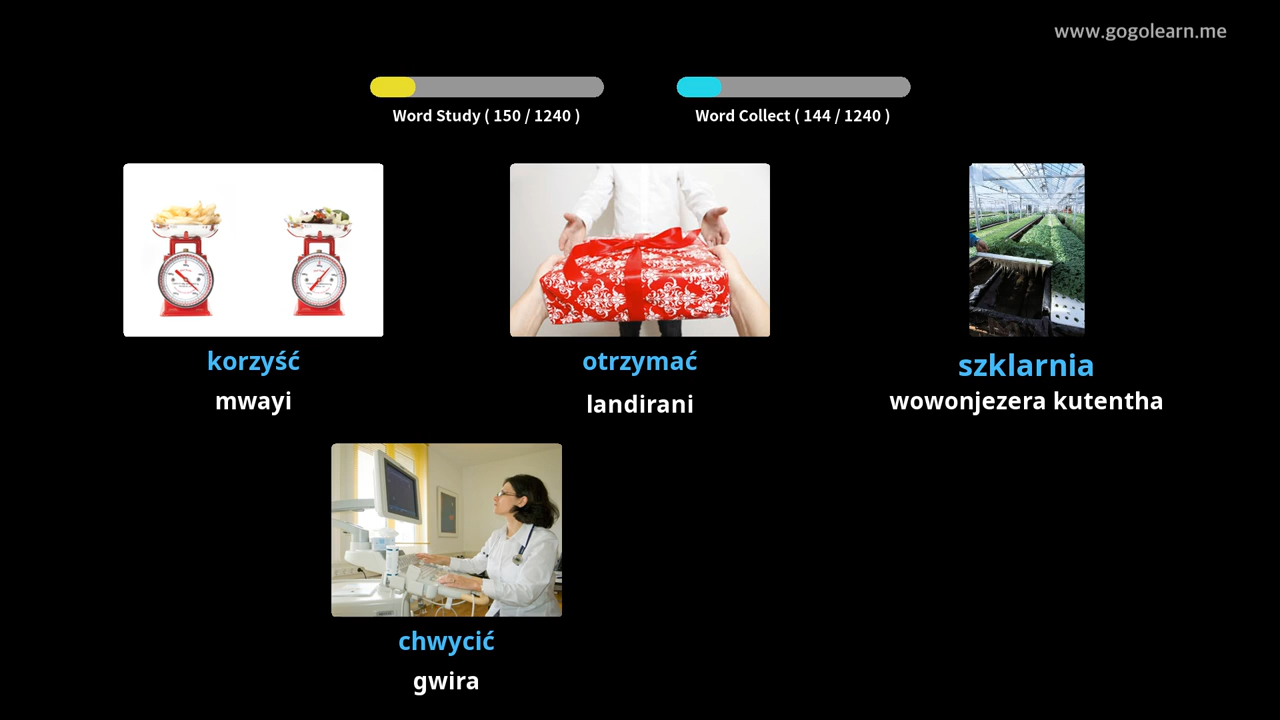 www.gogolearn.me
Word Study ( 150 / 1240 )
Word Collect ( 144 / 1240 )
korzyść
otrzymać
szklarnia
mwayi
landirani
wowonjezera kutentha
chwycić
gwira